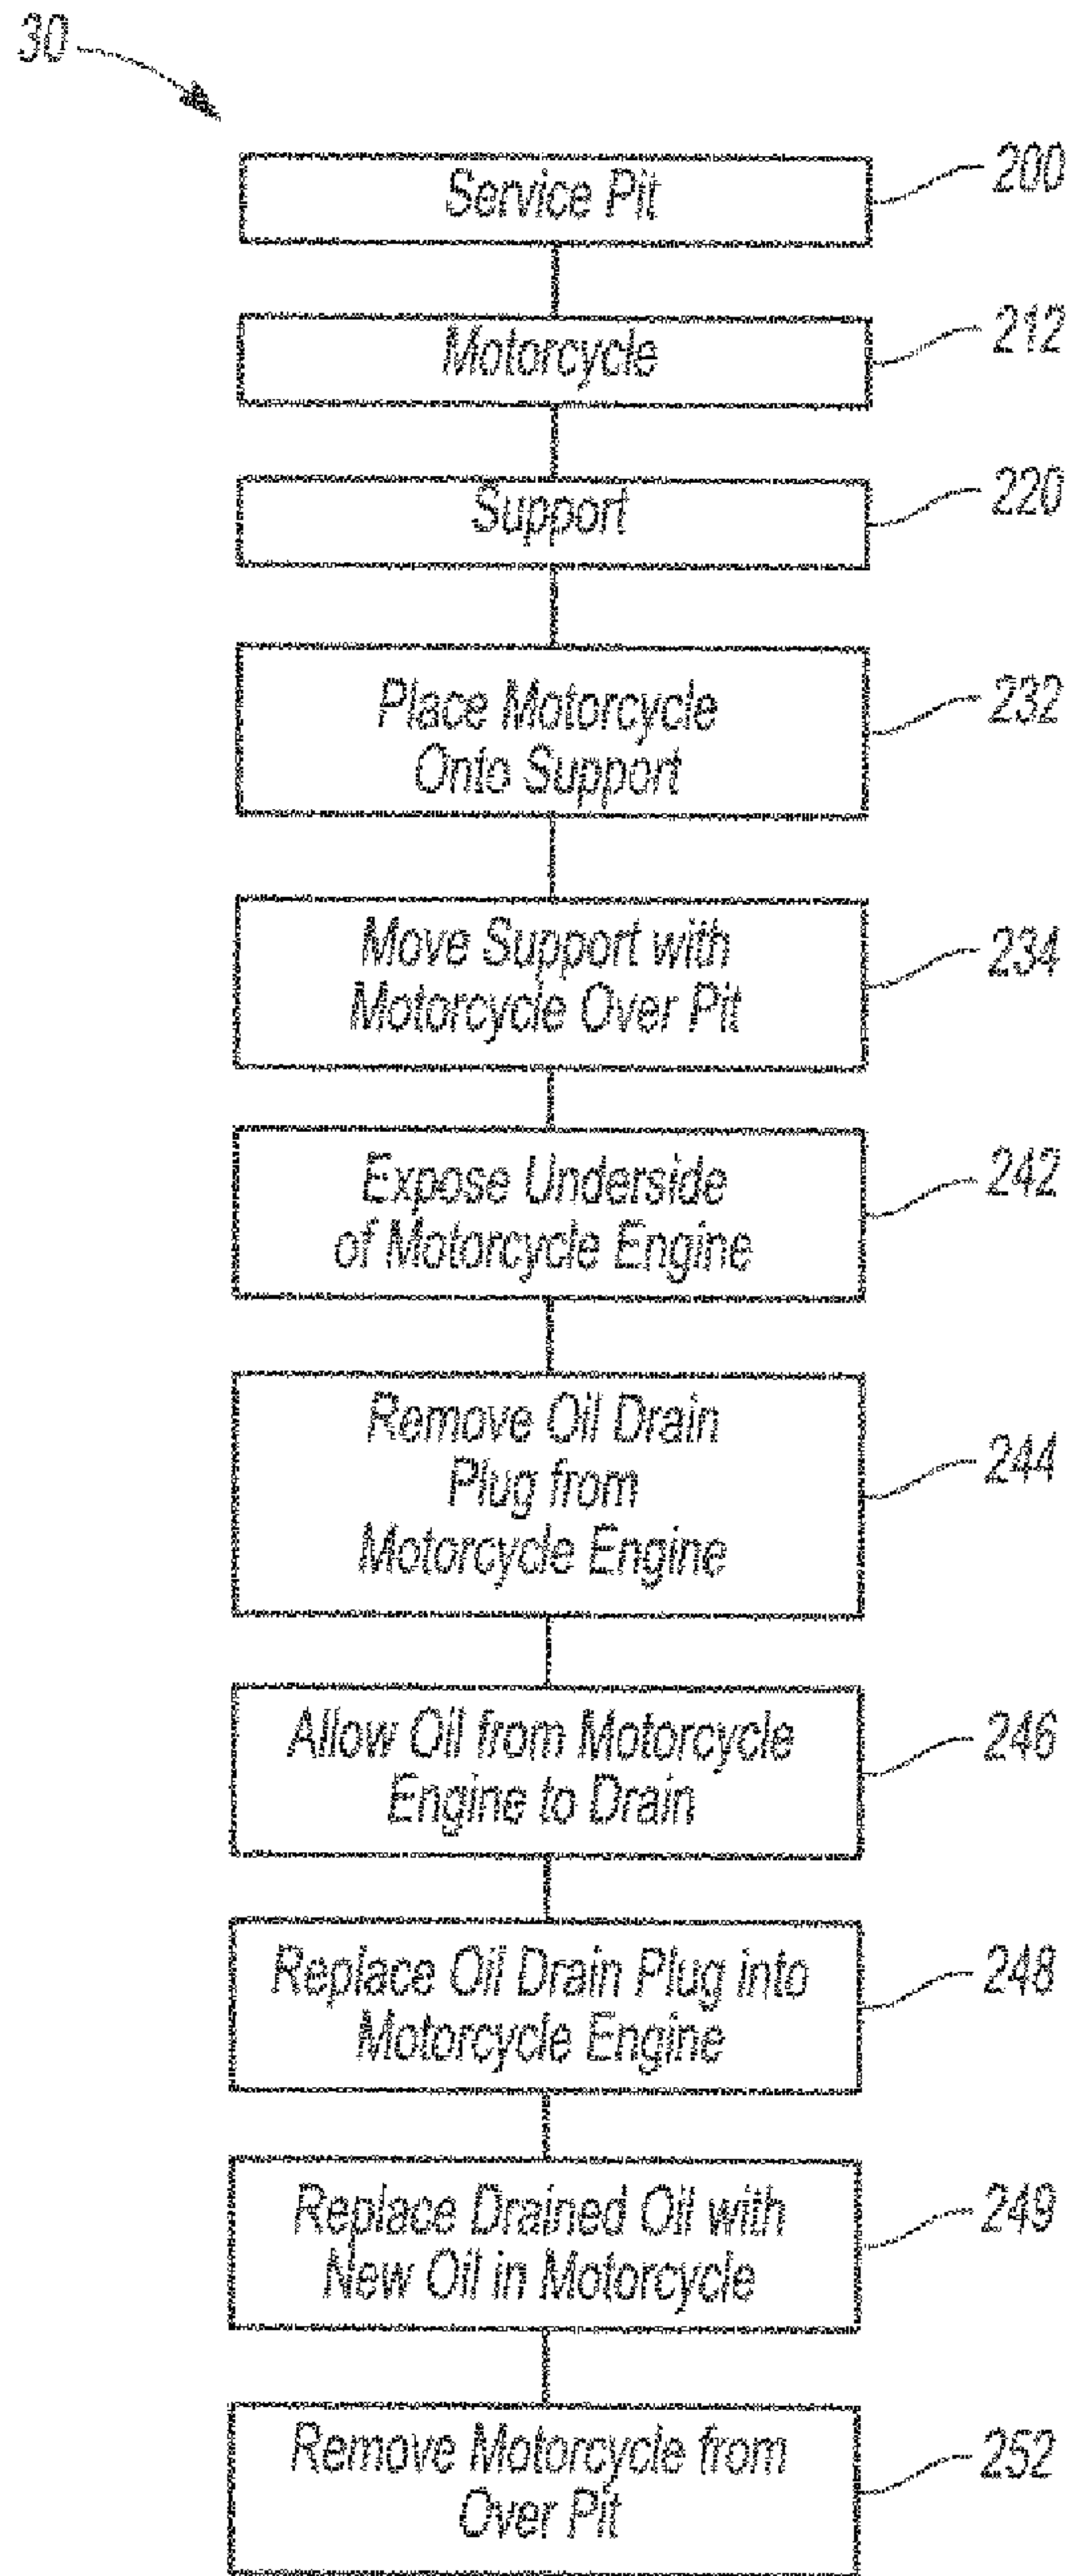 30
Service Pit
200
Motorcycle
212
Support
220
Place Motorcycle
Onto Support
232
Move Support with
Motorcycle Over Pit
234
Expose Underside
of Motorcycle Engine
242
Remove Oil Drain
Plug from
Motorcycle Engine
244
Allow Oil from Motorcycle
Engine to Drain
246
Replace Oil Drain Plug into
Motorcycle Engine
248
Replace Drained Oil with
New Oil in Motorcycle
249
Remove Motorcycle from
Over Pit
252